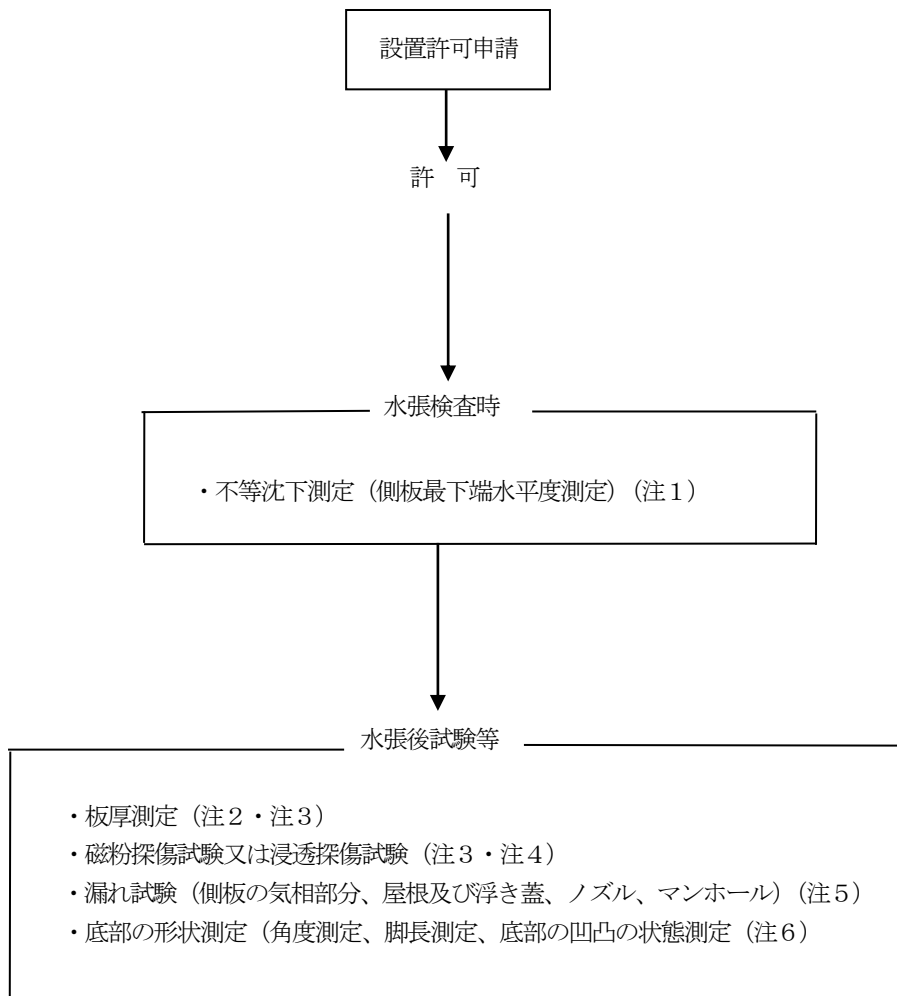 設置許可申請
許　可
水張検査時
・不等沈下測定（側板最下端水平度測定）（注１）
水張後試験等
・板厚測定（注２・注３）
・磁粉探傷試験又は浸透探傷試験（注３・注４）
・漏れ試験（側板の気相部分、屋根及び浮き蓋、ノズル、マンホール）（注５）
・底部の形状測定（角度測定、脚長測定、底部の凹凸の状態測定（注６）